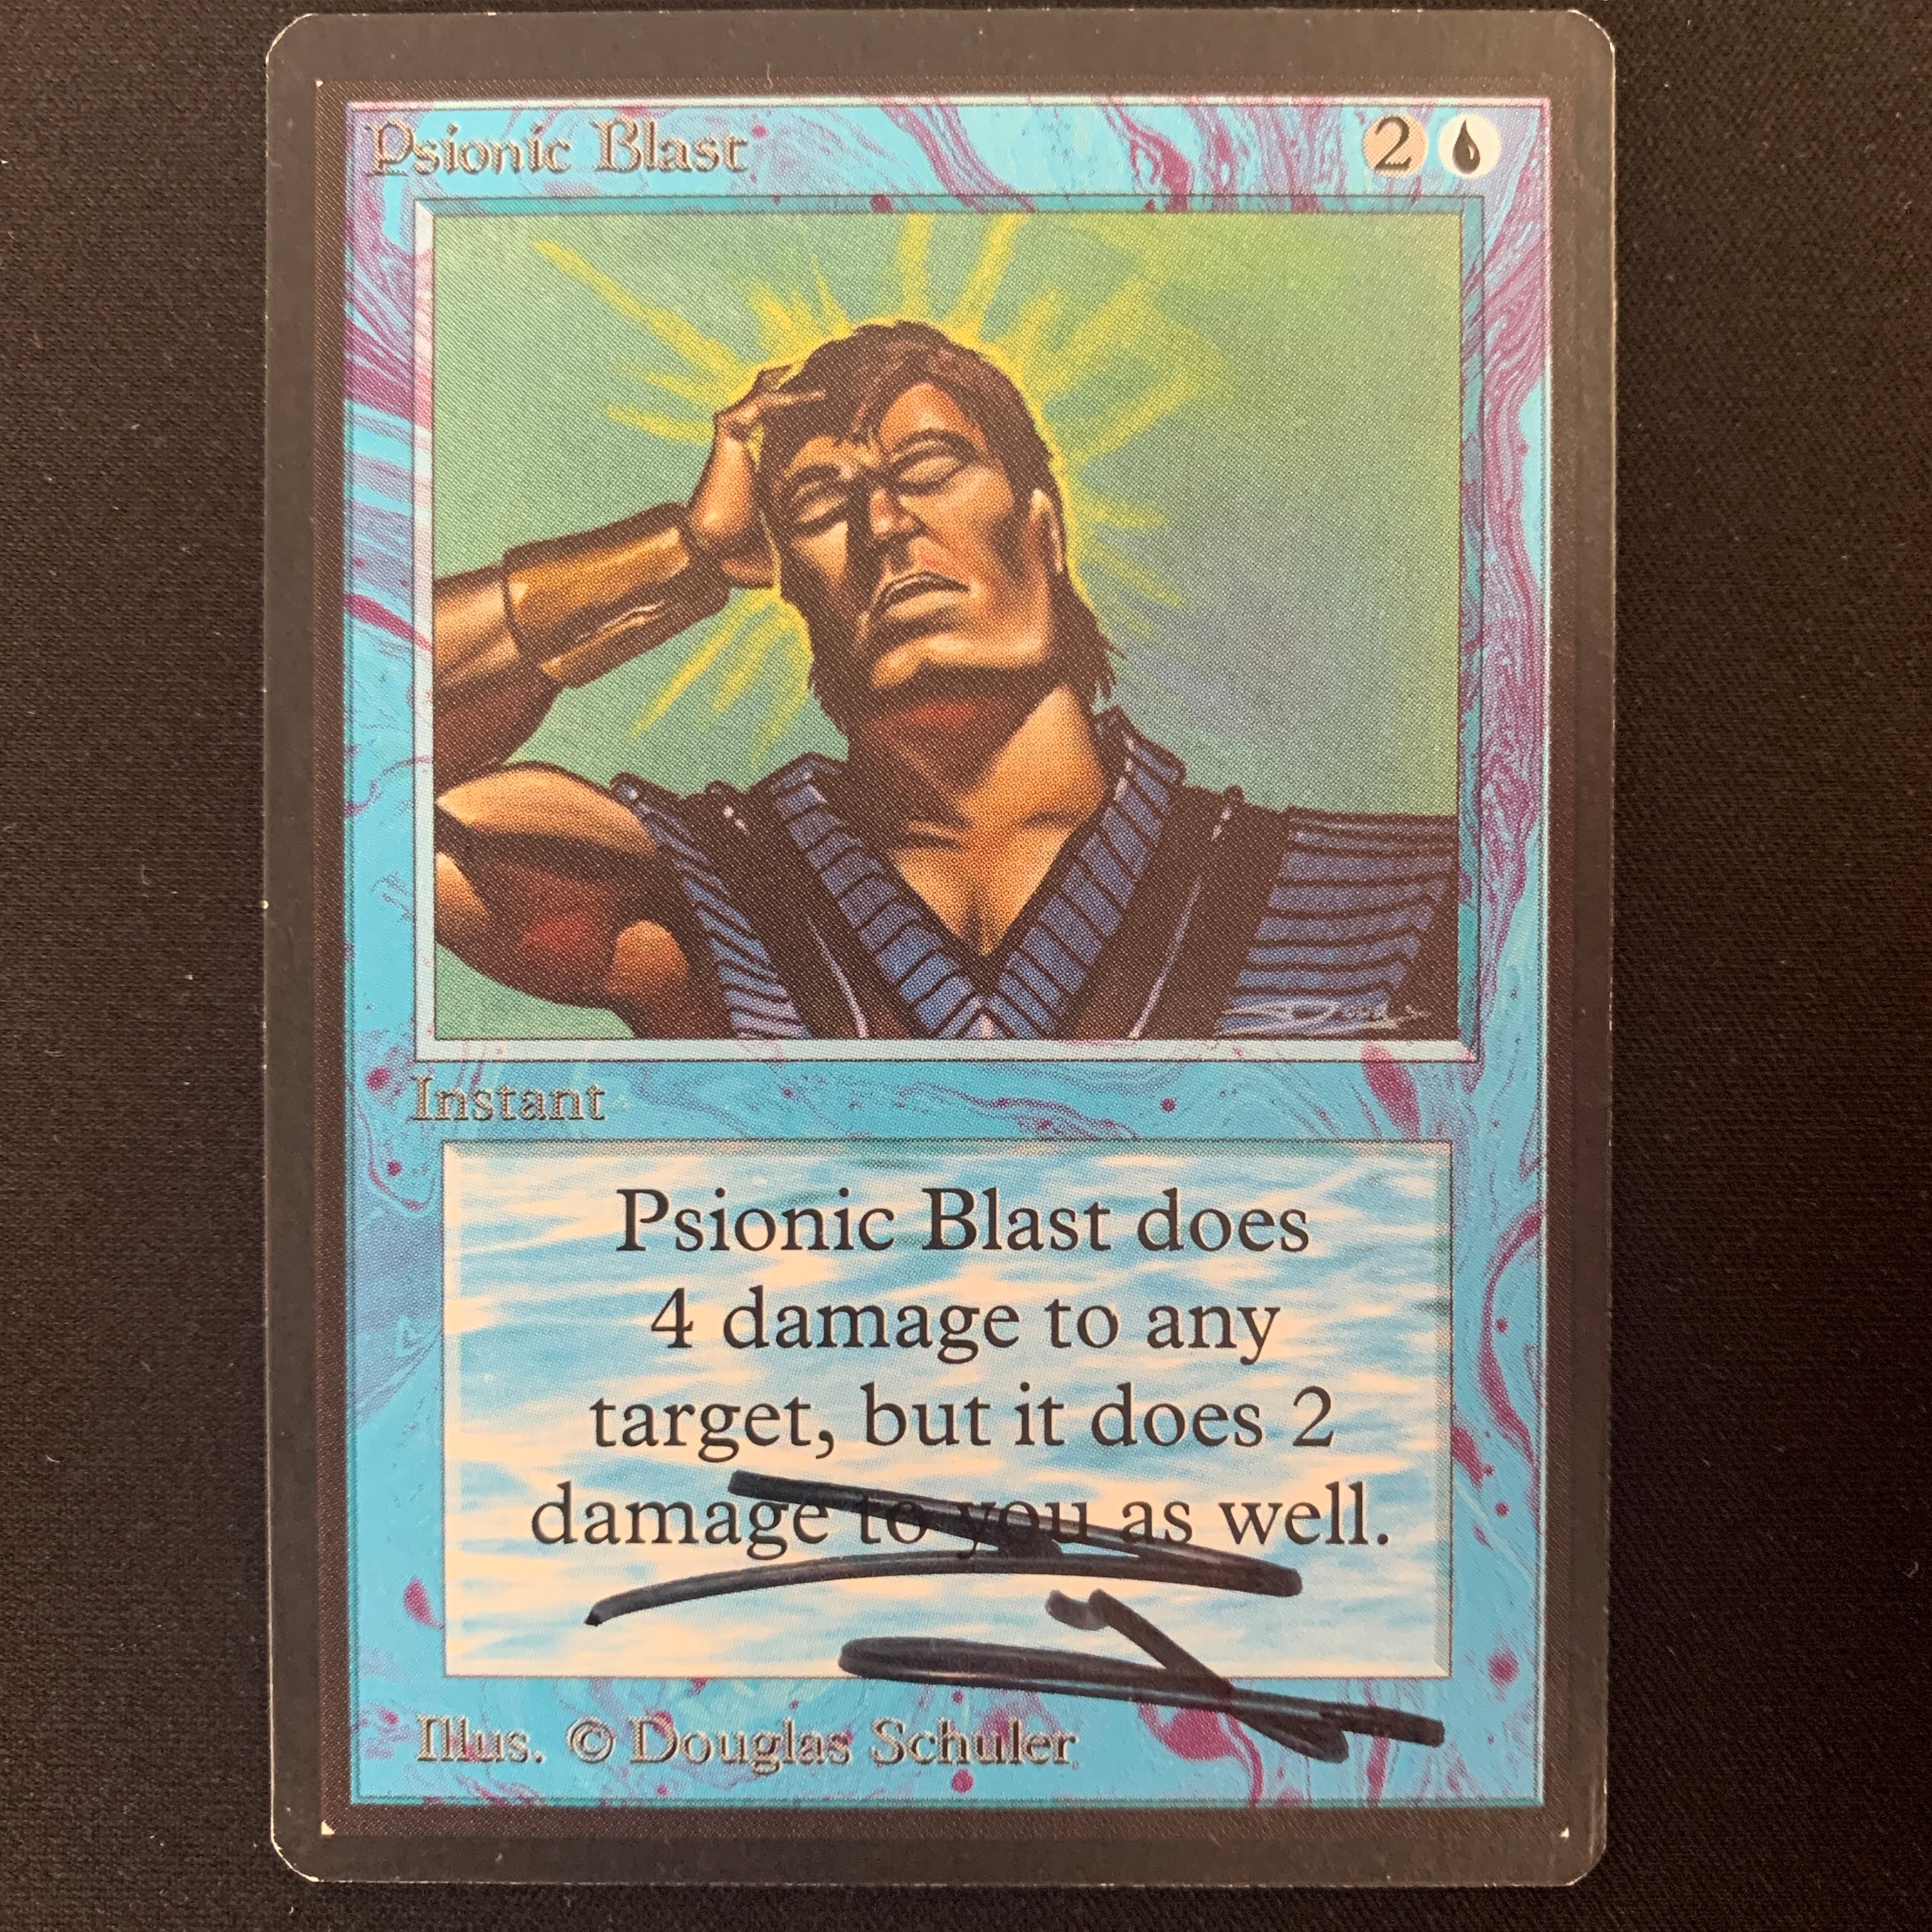 Psionic Blast 2
Instant
Psionic Blast does
4 damage to any
target, but it does 2
damage to you as well.
Illus. © Douglas Schuler